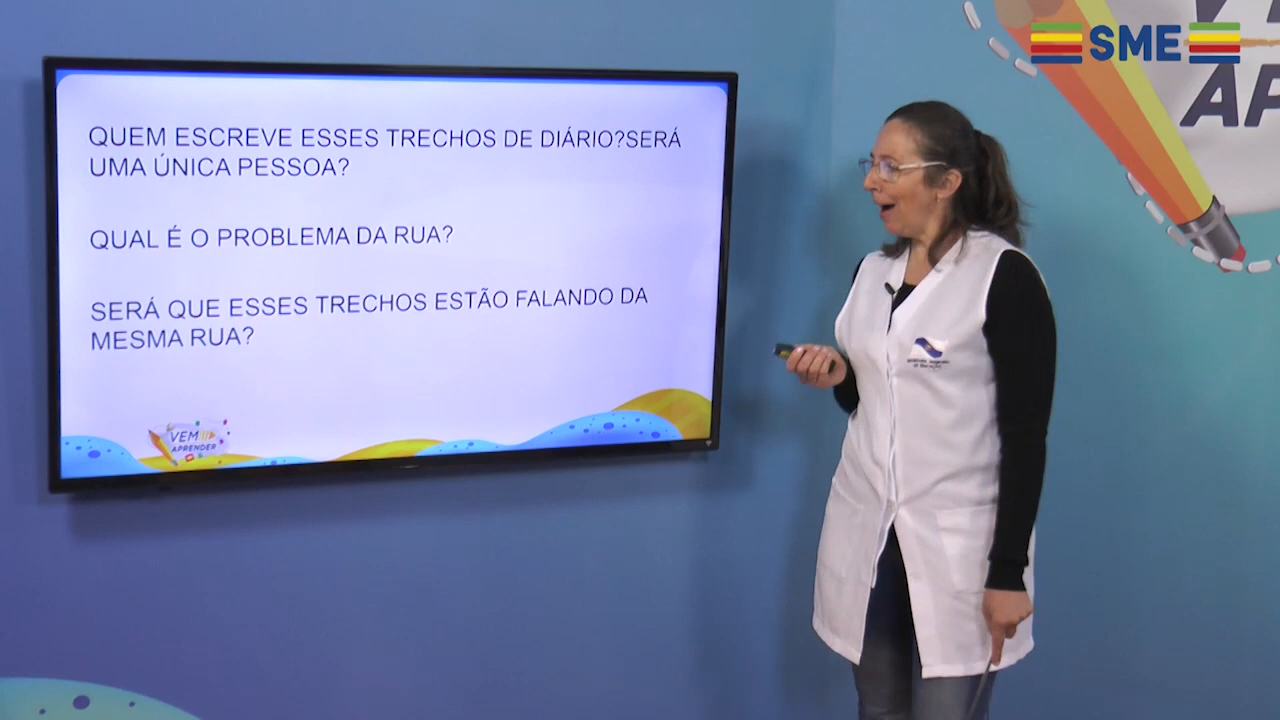 SME
QUEM ESCREVE ESSES TRECHOS DE DIÁRIO?SERÁ
UMA ÚNICA PESSOA?
QUAL É O PROBLEMA DA RUA?
SERÁ QUE ESSES TRECHOS ESTÃO FALANDO DA
MESMA RUA?
VEM
APRENDER
AP